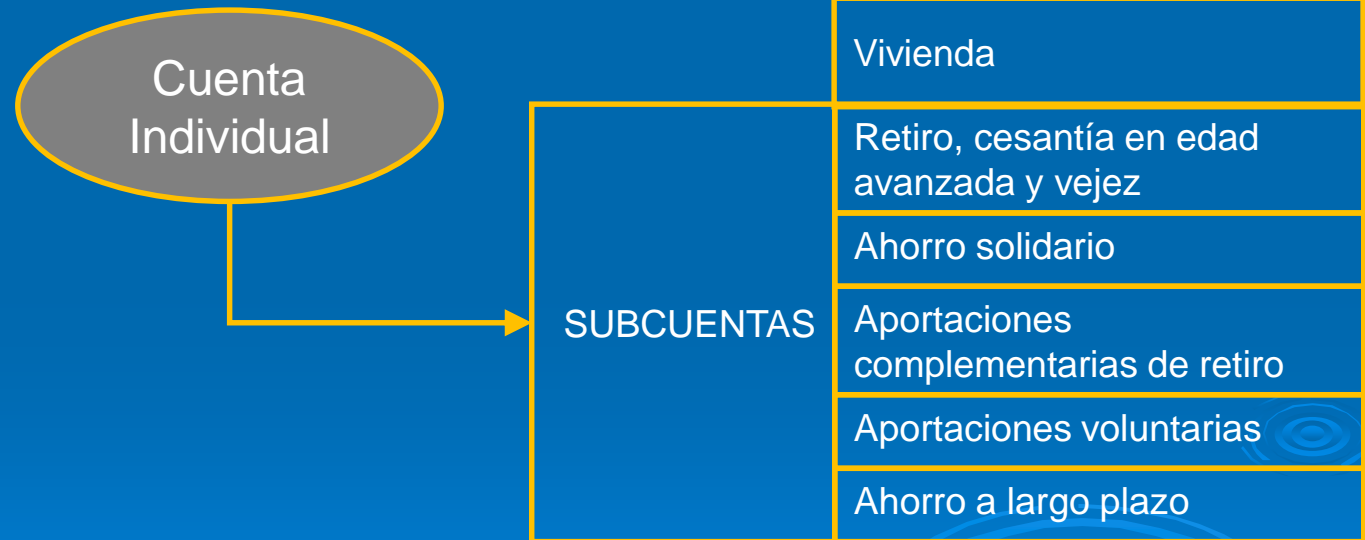 Cuenta
Individual
SUBCUENTAS
Vivienda
Retiro, cesantía en edad
avanzada y vejez
Ahorro solidario
Aportaciones
complementarias de retiro
Aportaciones voluntarias
Ahorro a largo plazo